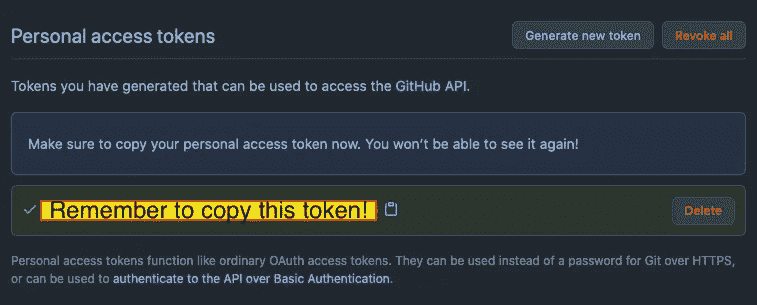 Personal access tokens
Generate new token
Revoke all
Tokens you have generated that can be used to access the GitHub API.
Make sure to copy your personal access token now. You won't be able to see it again!
Remember to copy this token!
Delete
Personal access tokens function like ordinary OAuth access tokens. They can be used instead of a password for Git over HTTPS,
or can be used to authenticate to the API over Basic Authentication.